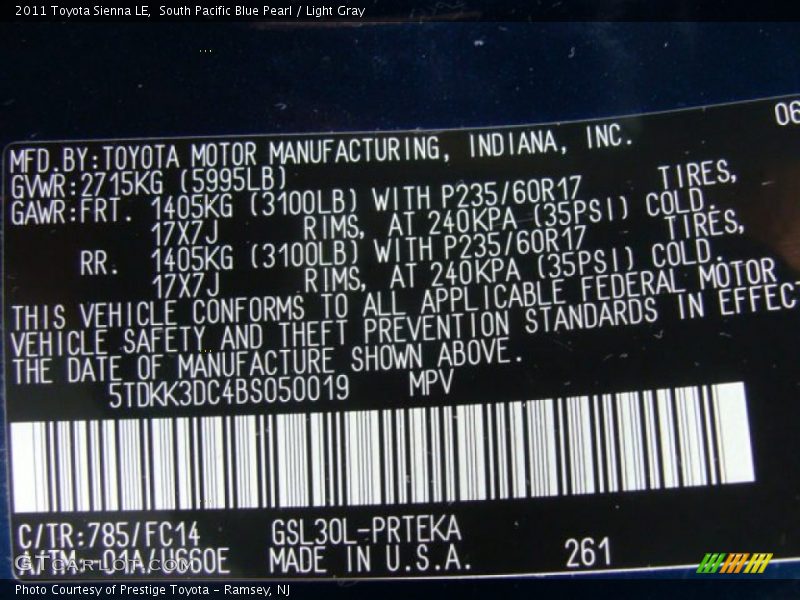 2011 Toyota Sienna LE,  South Pacific Blue Pearl / Light Gray
06
MFD.BY:TOYOTA MOTOR MANUFACTURING, INDIANA, INC.
GVWR:2715KG (5995LB)
GAWR:FRT. 1405KG (3100LB) WITH P235/60R17 TIRES,
17X7J RIMS, AT 240KPA (35PSI) COLD.
RR. 1405KG (3100LB) WITH P235/60R17 TIRES,
17X7J RIMS, AT 240KPA (35PSI) COLD.
THIS VEHICLE CONFORMS TO ALL APPLICABLE FEDERAL MOTOR
VEHICLE SAFETY AND THEFT PREVENTION STANDARDS IN EFFECT
THE DATE OF MANUFACTURE SHOWN ABOVE.
5TDKK3DC4BS050019 MPV
C/TR:785/FC14 GSL30L-PRTEKA
A/TM-01A/U660E MADE IN U.S.A. 261
GTcarlot.com
Photo Courtesy of Prestige Toyota - Ramsey, NJ